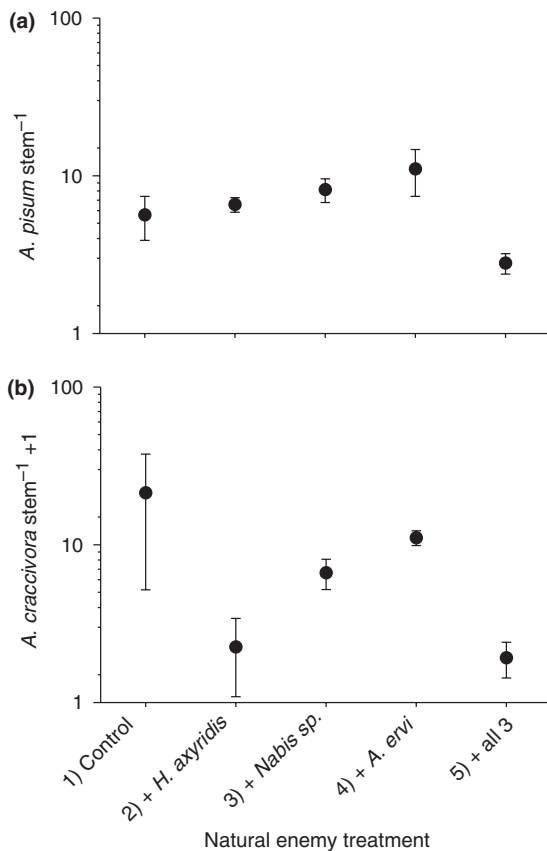 (a)
100
10
1
A. pisum stem⁻¹
(b)
100
10
1
A. craccivora stem⁻¹ +1
1) Control
2) + H. axyridis
3) + Nabis sp.
4) + A. ervi
5) + all 3
Natural enemy treatment